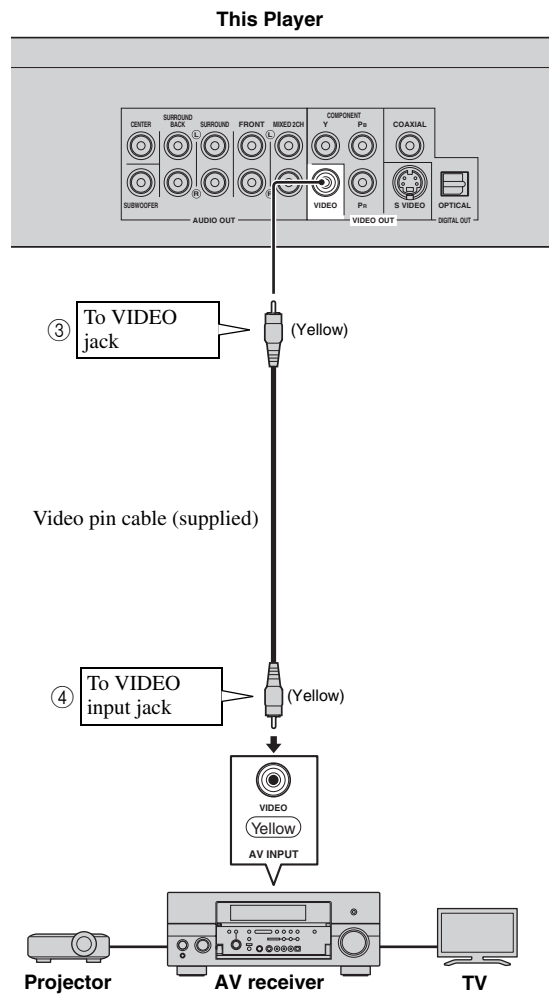 This Player
CENTER
SURROUND
BACK
SURROUND
FRONT
MIXED 2CH
COMPONENT
Y
PB
COAXIAL
L
L
SUBWOOFER
R
R
VIDEO
PR
S VIDEO
OPTICAL
AUDIO OUT
VIDEO OUT
DIGITAL OUT
③
To VIDEO
jack
(Yellow)
Video pin cable (supplied)
④
To VIDEO
input jack
(Yellow)
VIDEO
Yellow
AV INPUT
Projector
AV receiver
TV